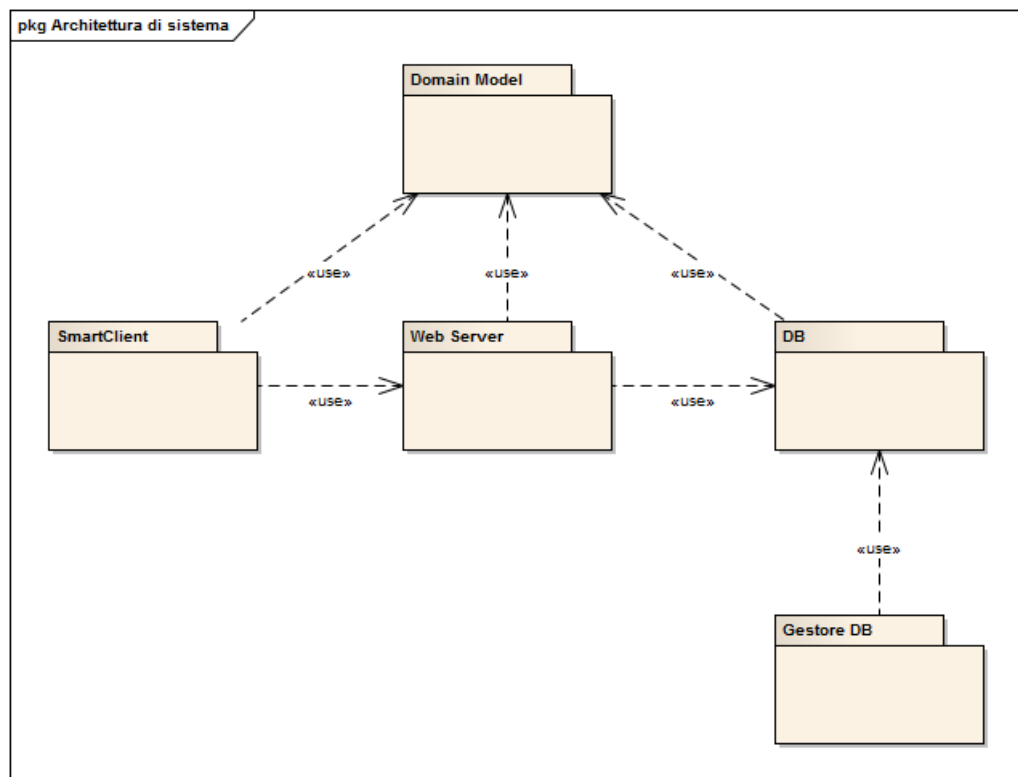 pkg Architettura di sistema
Domain Model
«use»
«use»
«use»
SmartClient
Web Server
DB
«use»
«use»
«use»
Gestore DB